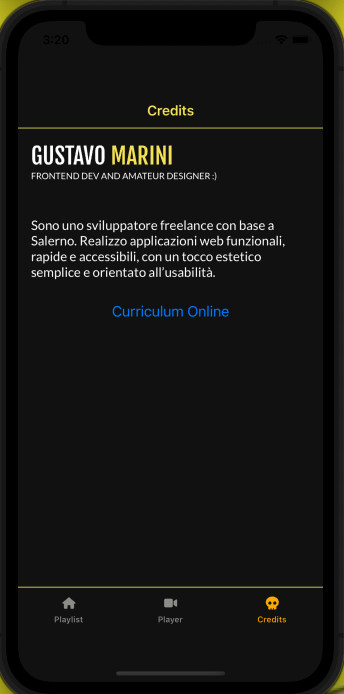 3:20
Credits
GUSTAVO MARINI
FRONTEND DEV AND AMATEUR DESIGNER :)
Sono uno sviluppatore freelance con base a
Salerno. Realizzo applicazioni web funzionali,
rapide e accessibili, con un tocco estetico
semplice e orientato all’usabilità.
Curriculum Online
Playlist Player Credits